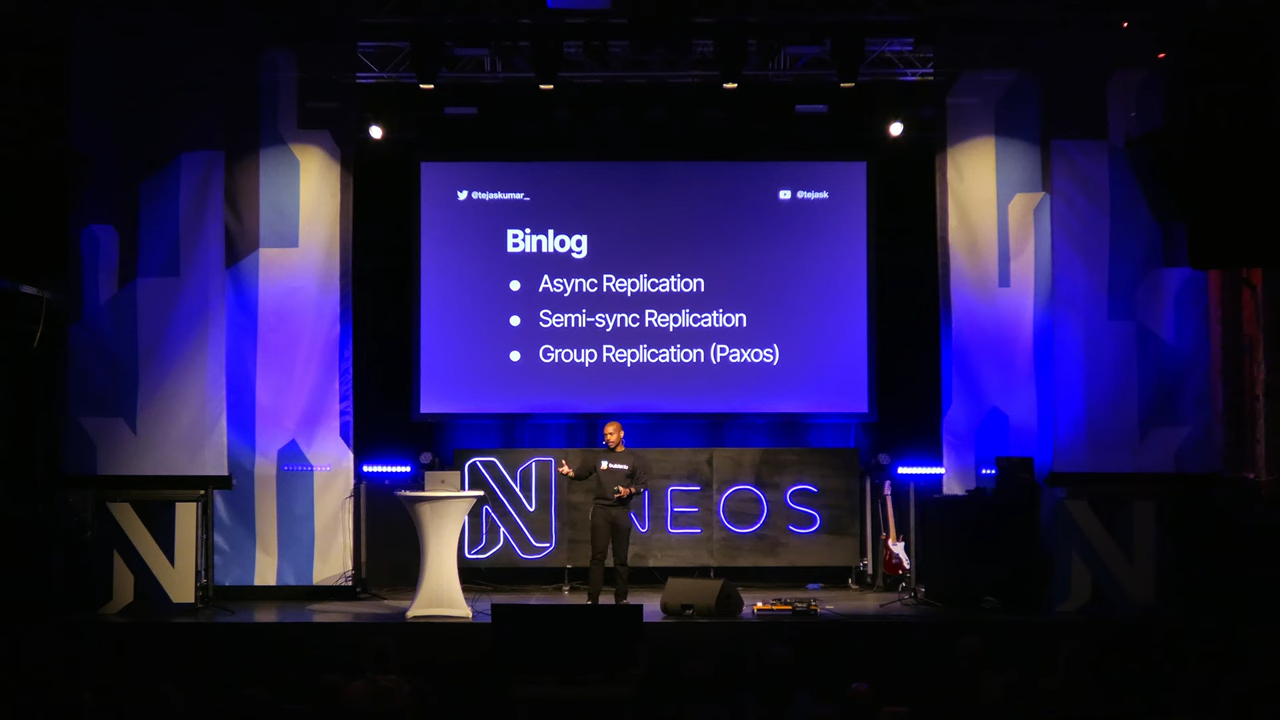 @tejaskumar_
@tejask
Binlog
Async Replication
Semi-sync Replication
Group Replication (Paxos)
NEOS